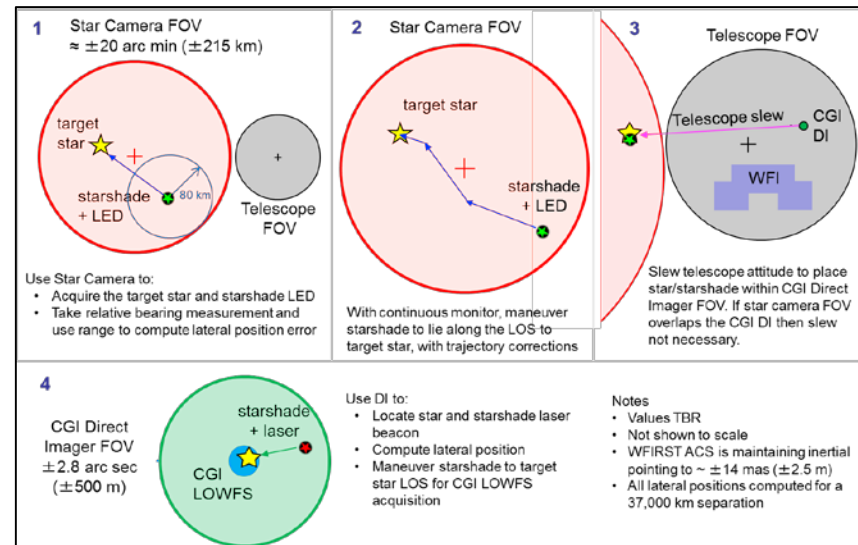 1
Star Camera FOV
≈ ±20 arc min (±215 km)
target
star
starshade
+ LED
80 km
Telescope
FOV
Use Star Camera to:
• Acquire the target star and starshade LED
• Take relative bearing measurement and
use range to compute lateral position error
2
Star Camera FOV
target star
starshade
+ LED
With continuous monitor, maneuver
starshade to lie along the LOS to
target star, with trajectory corrections
3
Telescope FOV
Telescope slew
CGI
DI
WFI
Slew telescope attitude to place
star/starshade within CGI Direct
Imager FOV. If star camera FOV
overlaps the CGI DI then slew
not necessary.
4
CGI Direct
Imager FOV
±2.8 arc sec
(±500 m)
starshade
+ laser
CGI
LOWFS
Use DI to:
• Locate star and starshade laser
beacon
• Compute lateral position
• Maneuver starshade to target
star LOS for CGI LOWFS
acquisition
Notes
• Values TBR
• Not shown to scale
• WFIRST ACS is maintaining inertial
pointing to ~ ±14 mas (±2.5 m)
• All lateral positions computed for a
37,000 km separation